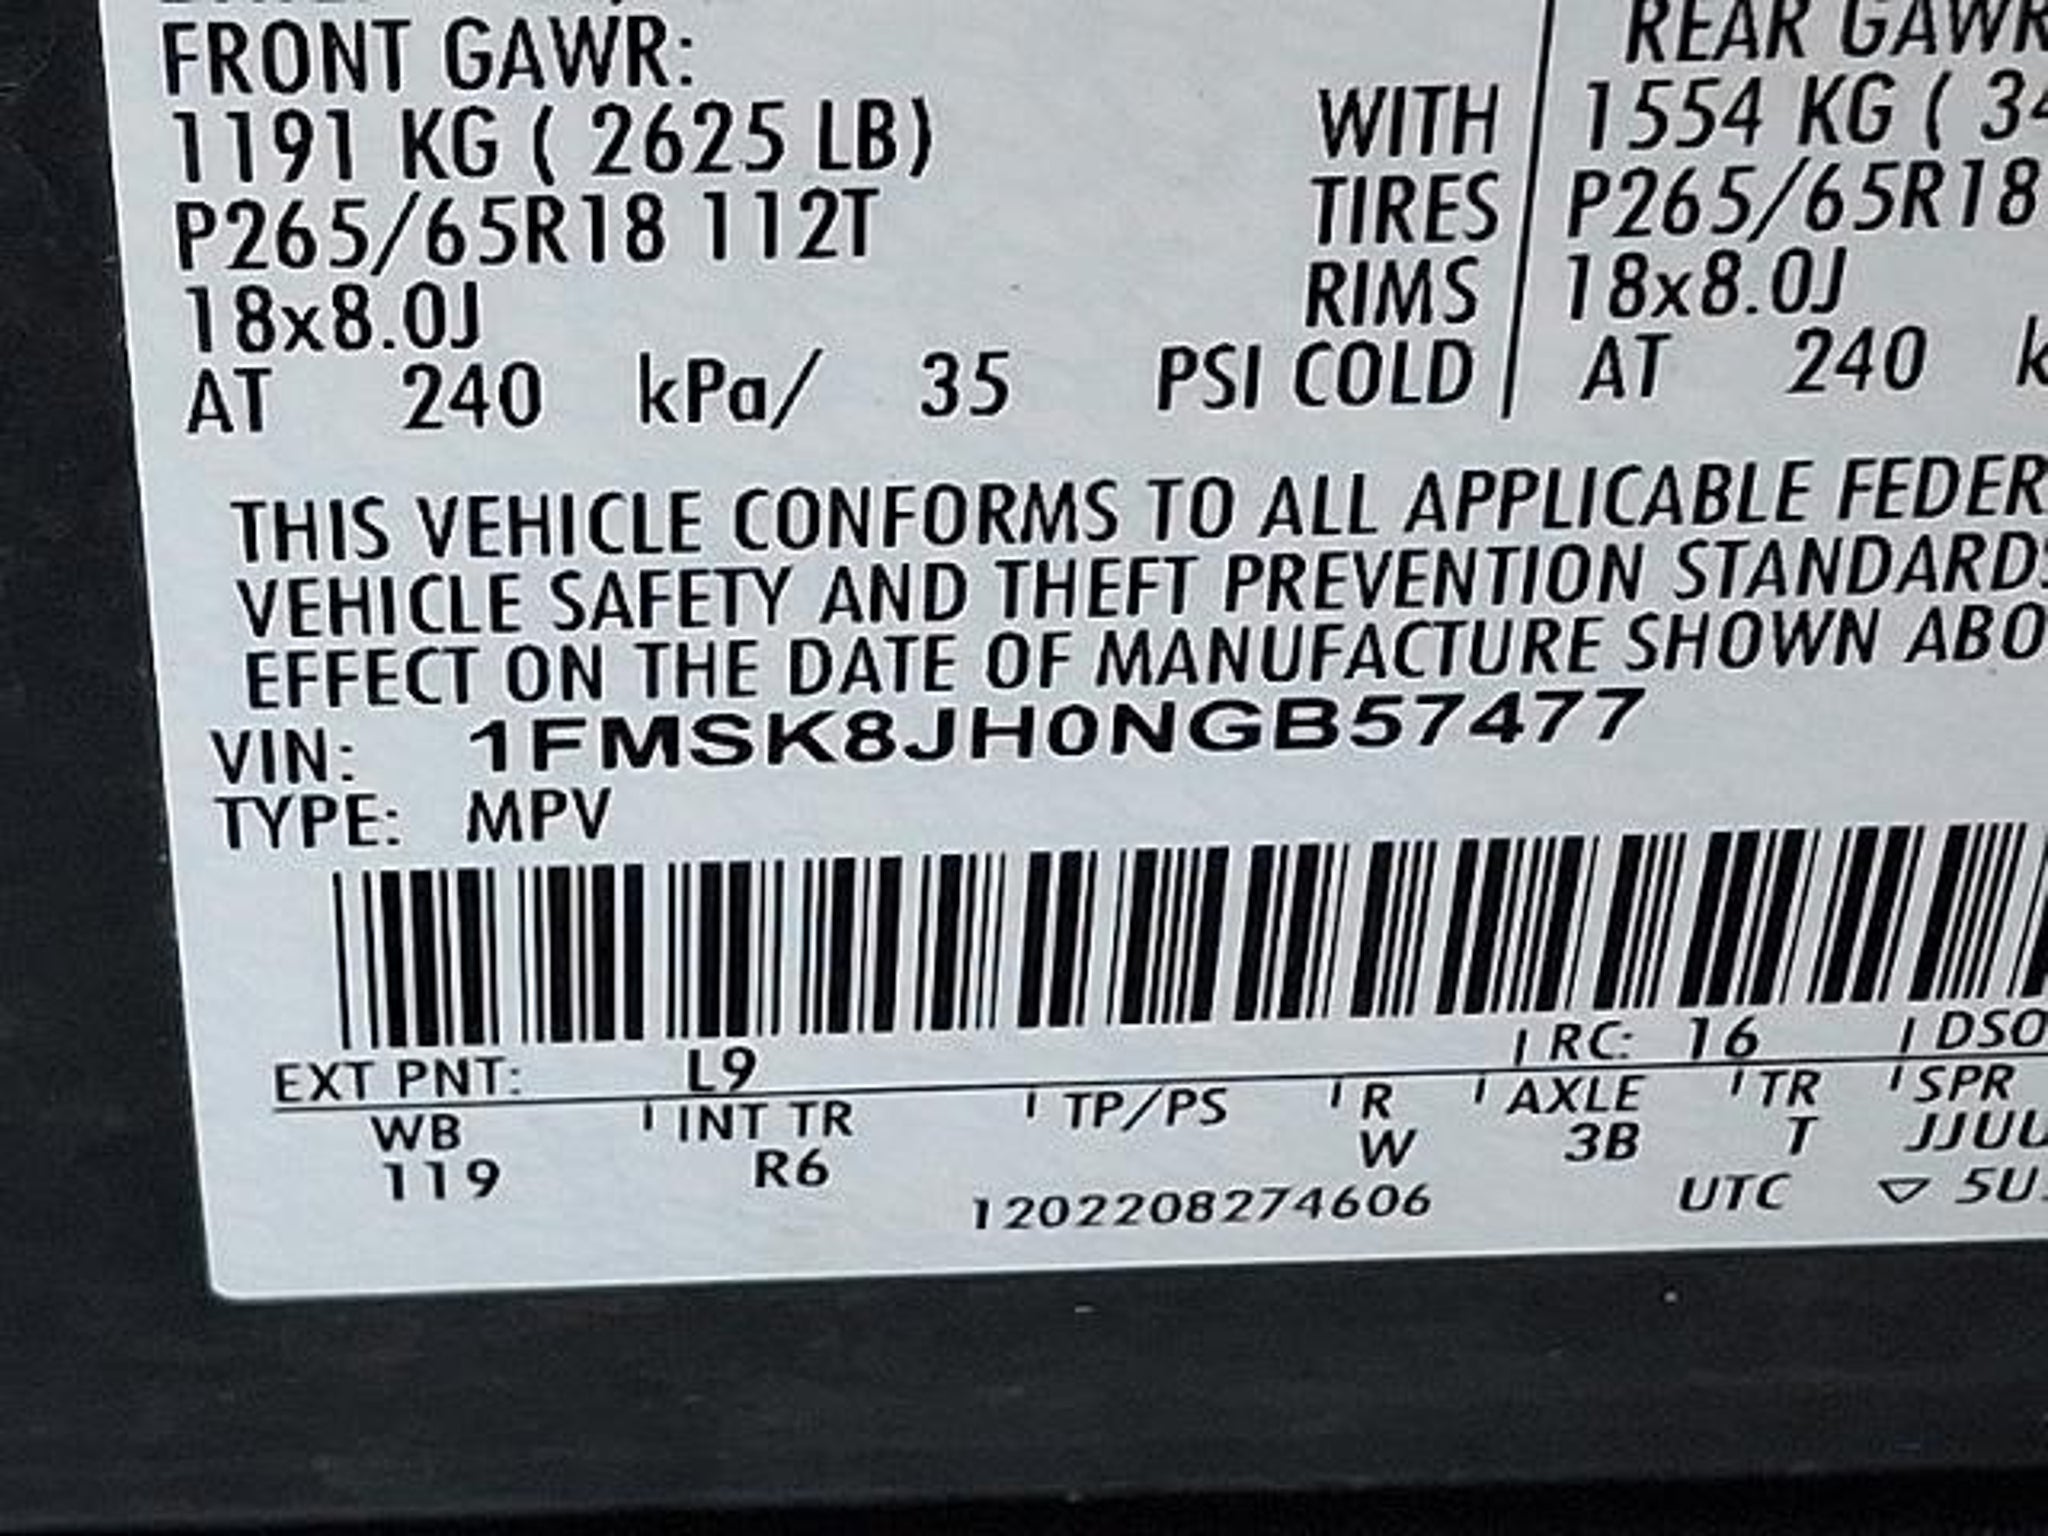 FRONT GAWR:
REAR GAWR
1191 KG ( 2625 LB)
WITH
1554 KG ( 34
P265/65R18 112T
TIRES
P265/65R18
18x8.0J
RIMS
18x8.0J
AT 240 kPa/ 35 PSI COLD
AT 240 k
THIS VEHICLE CONFORMS TO ALL APPLICABLE FEDER
VEHICLE SAFETY AND THEFT PREVENTION STANDARDS
EFFECT ON THE DATE OF MANUFACTURE SHOWN ABO
VIN: 1FMSK8JH0NGB57477
TYPE: MPV
EXT PNT: L9
RC: 16
DSO
WB
INT TR
TP/PS
R
AXLE
TR
SPR
119
R6
W
3B
T
JJUU
1202208274606
UTC
▽ 5U